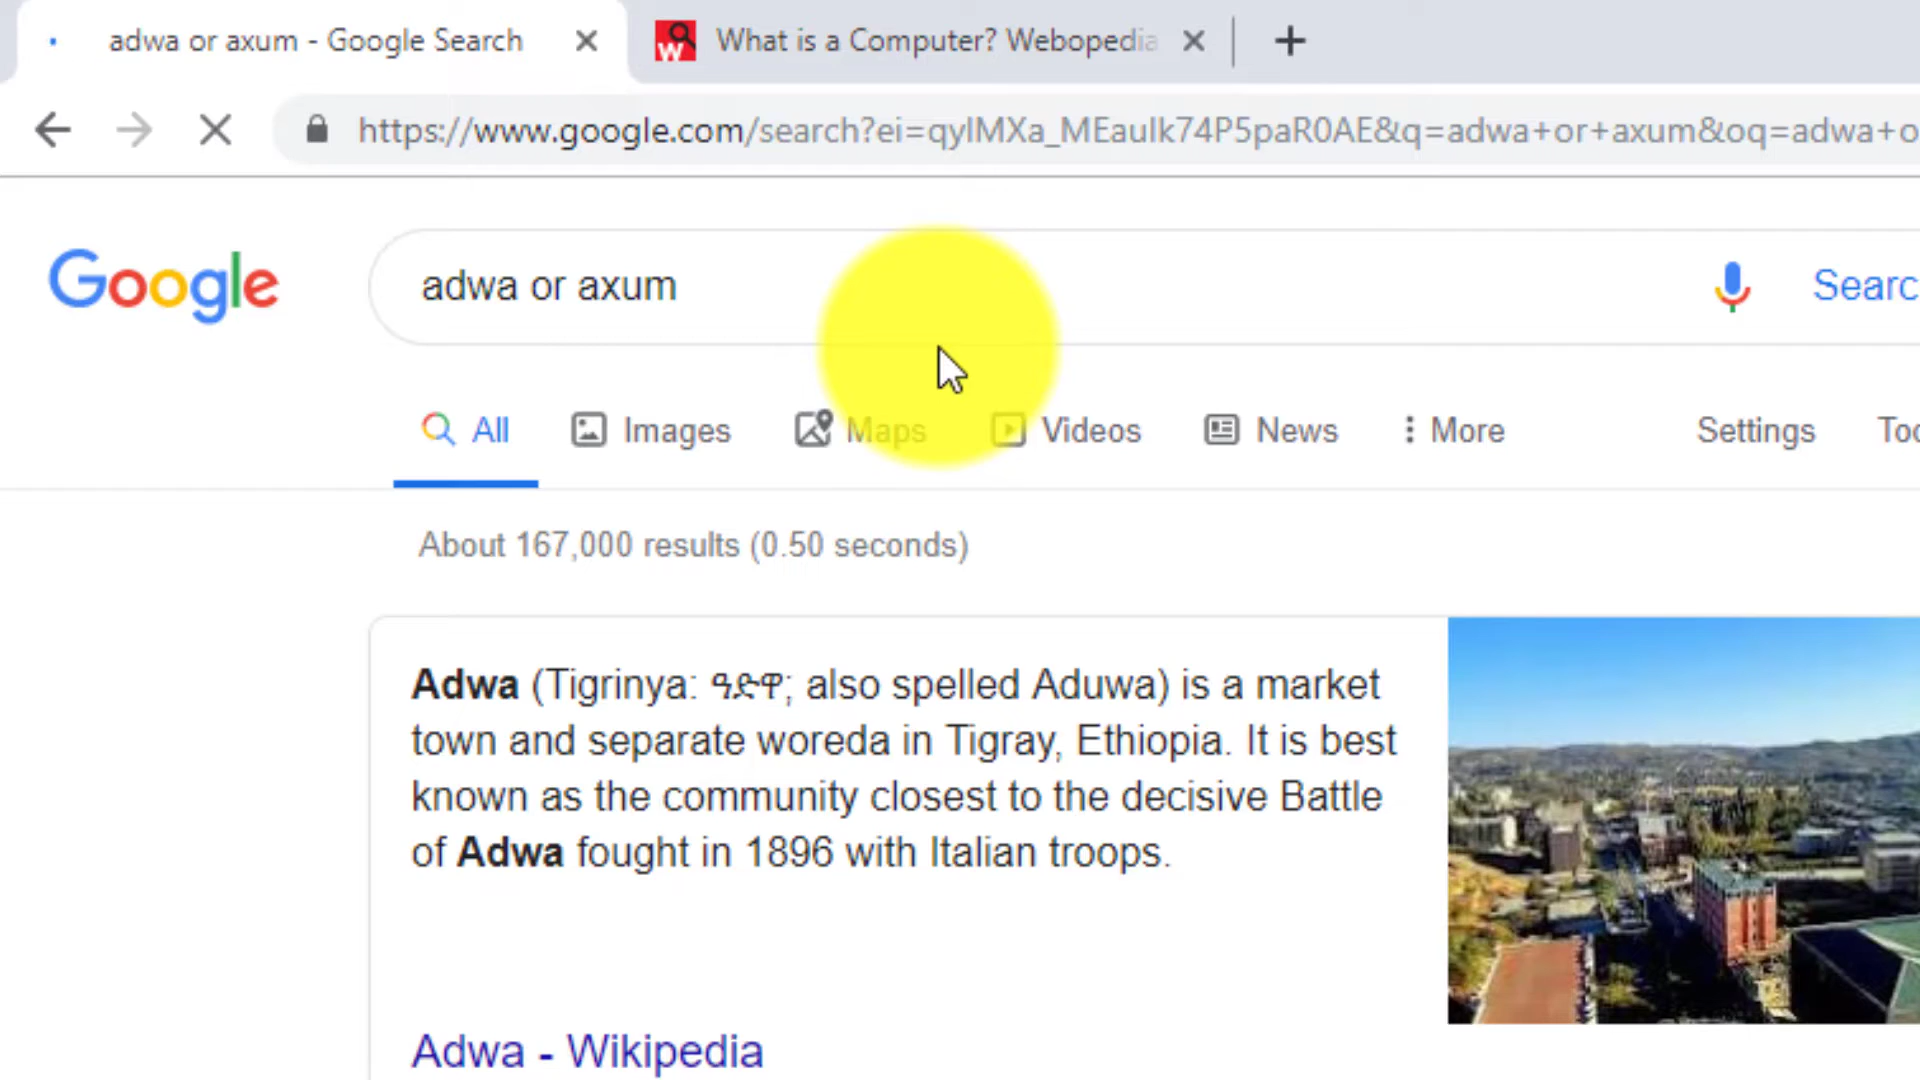 adwa or axum - Google Search
What is a Computer? Webopedia
https://www.google.com/search?ei=qylMXa_MEaulk74P5paR0AE&q=adwa+or+axum&oq=adwa+o
Google
adwa or axum
Searc
All Images Maps Videos News More Settings Too
About 167,000 results (0.50 seconds)
Adwa (Tigrinya: ዓድዋ; also spelled Aduwa) is a market
town and separate woreda in Tigray, Ethiopia. It is best
known as the community closest to the decisive Battle
of Adwa fought in 1896 with Italian troops.
Adwa - Wikipedia